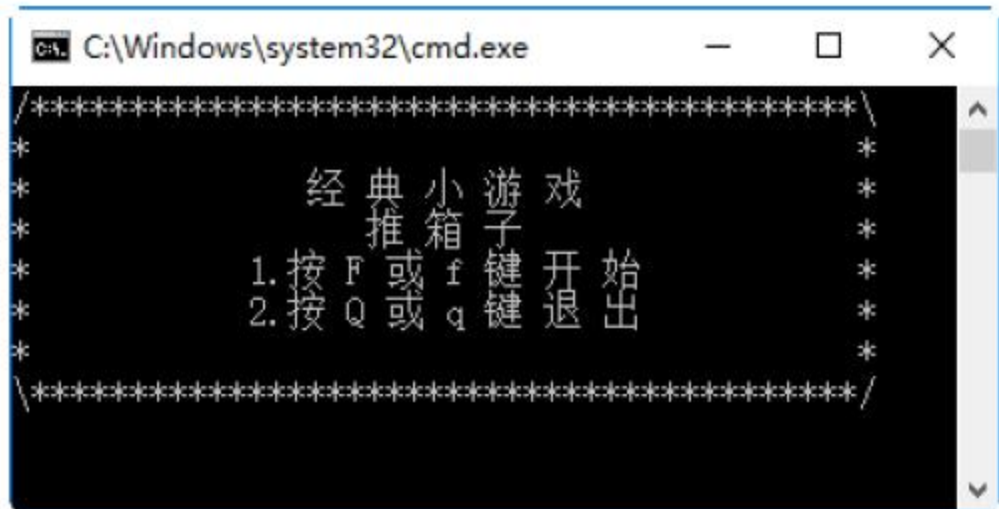 C:\Windows\system32\cmd.exe
/*****************************************\
*                                         *
*              经 典 小 游 戏              *
*                 推 箱 子                 *
*           1.按 F 或 f 键 开 始           *
*           2.按 Q 或 q 键 退 出           *
*                                         *
\*****************************************/